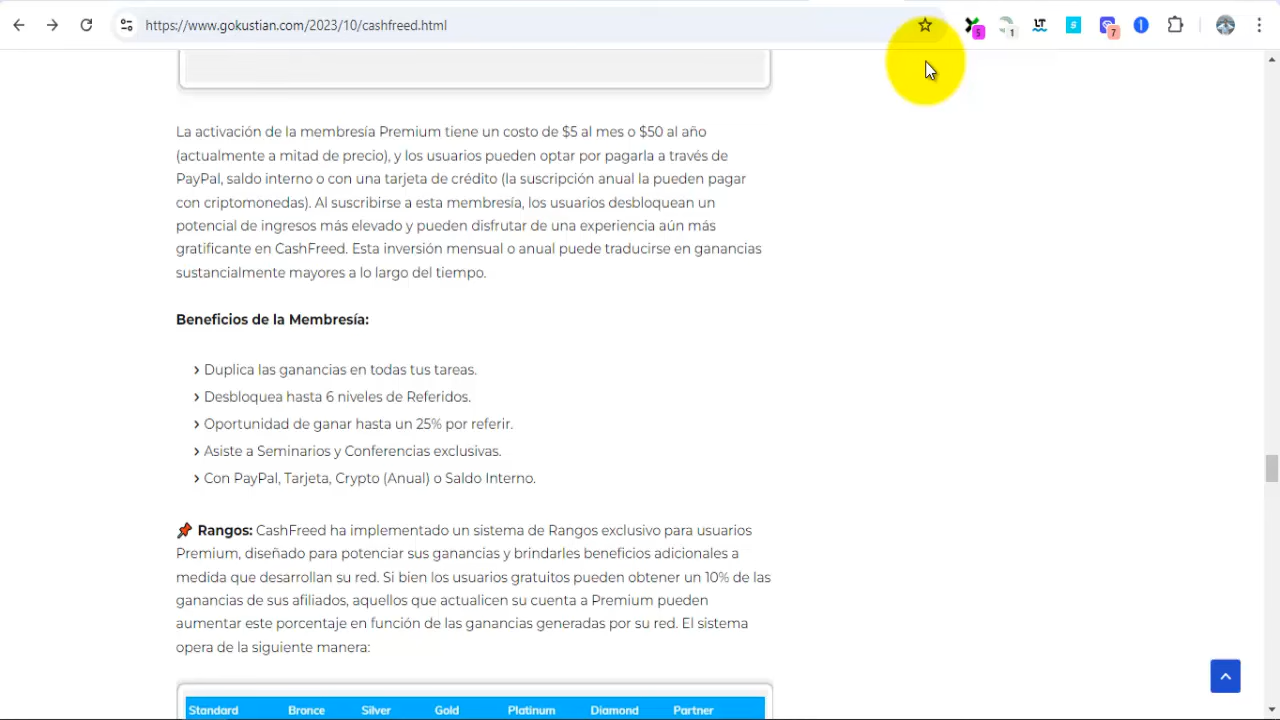 https://www.gokustian.com/2023/10/cashfreed.html
5
1
LT
S
7
La activación de la membresía Premium tiene un costo de $5 al mes o $50 al año
(actualmente a mitad de precio), y los usuarios pueden optar por pagarla a través de
PayPal, saldo interno o con una tarjeta de crédito (la suscripción anual la pueden pagar
con criptomonedas). Al suscribirse a esta membresía, los usuarios desbloquean un
potencial de ingresos más elevado y pueden disfrutar de una experiencia aún más
gratificante en CashFreed. Esta inversión mensual o anual puede traducirse en ganancias
sustancialmente mayores a lo largo del tiempo.
Beneficios de la Membresía:
Duplica las ganancias en todas tus tareas.
Desbloquea hasta 6 niveles de Referidos.
Oportunidad de ganar hasta un 25% por referir.
Asiste a Seminarios y Conferencias exclusivas.
Con PayPal, Tarjeta, Crypto (Anual) o Saldo Interno.
📌 Rangos: CashFreed ha implementado un sistema de Rangos exclusivo para usuarios
Premium, diseñado para potenciar sus ganancias y brindarles beneficios adicionales a
medida que desarrollan su red. Si bien los usuarios gratuitos pueden obtener un 10% de las
ganancias de sus afiliados, aquellos que actualicen su cuenta a Premium pueden
aumentar este porcentaje en función de las ganancias generadas por su red. El sistema
opera de la siguiente manera:
Standard Bronce Silver Gold Platinum Diamond Partner